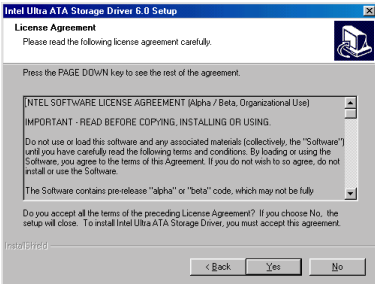 Intel Ultra ATA Storage Driver 6.0 Setup
License Agreement
Please read the following license agreement carefully.
Press the PAGE DOWN key to see the rest of the agreement.
INTEL SOFTWARE LICENSE AGREEMENT (Alpha / Beta, Organizational Use)
IMPORTANT - READ BEFORE COPYING, INSTALLING OR USING.
Do not use or load this software and any associated materials (collectively, the "Software")
until you have carefully read the following terms and conditions. By loading or using the
Software, you agree to the terms of this Agreement. If you do not wish to so agree, do not
install or use the Software.
The Software contains pre-release "alpha" or "beta" code, which may not be fully
Do you accept all the terms of the preceding License Agreement? If you choose No, the
setup will close. To install Intel Ultra ATA Storage Driver, you must accept this agreement.
InstallShield
< Back Yes No